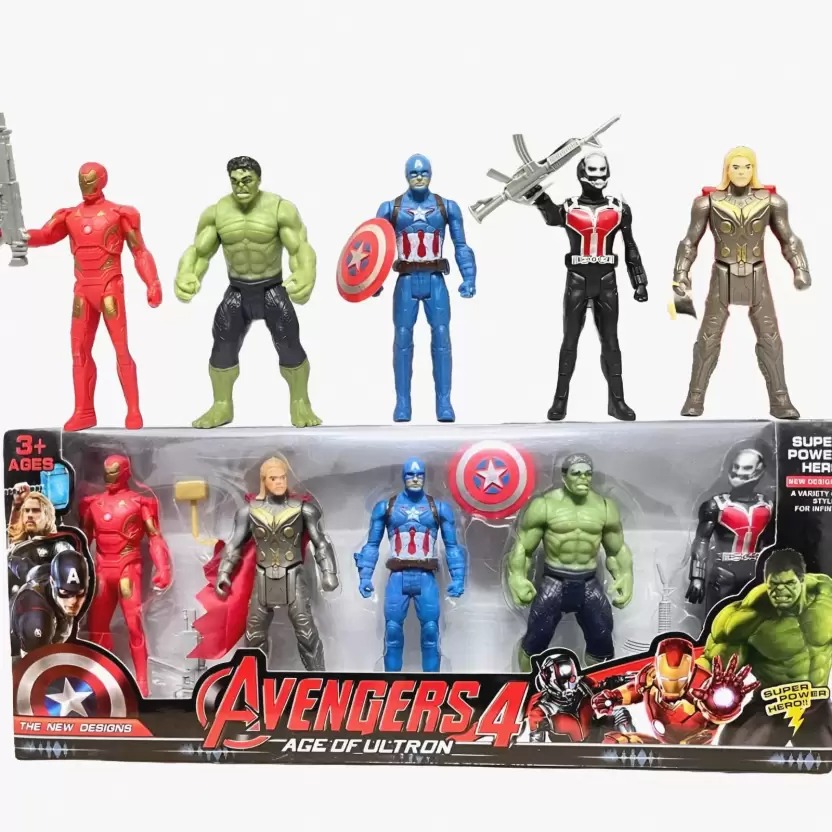 3+
AGES
SUPE
POWE
HER
NEW DESIGN
A VARIETY
STYL
FOR INFIN
A
AVENGERS 4
AGE OF ULTRON
THE NEW DESIGNS
SUPER
POWER
HERO!!